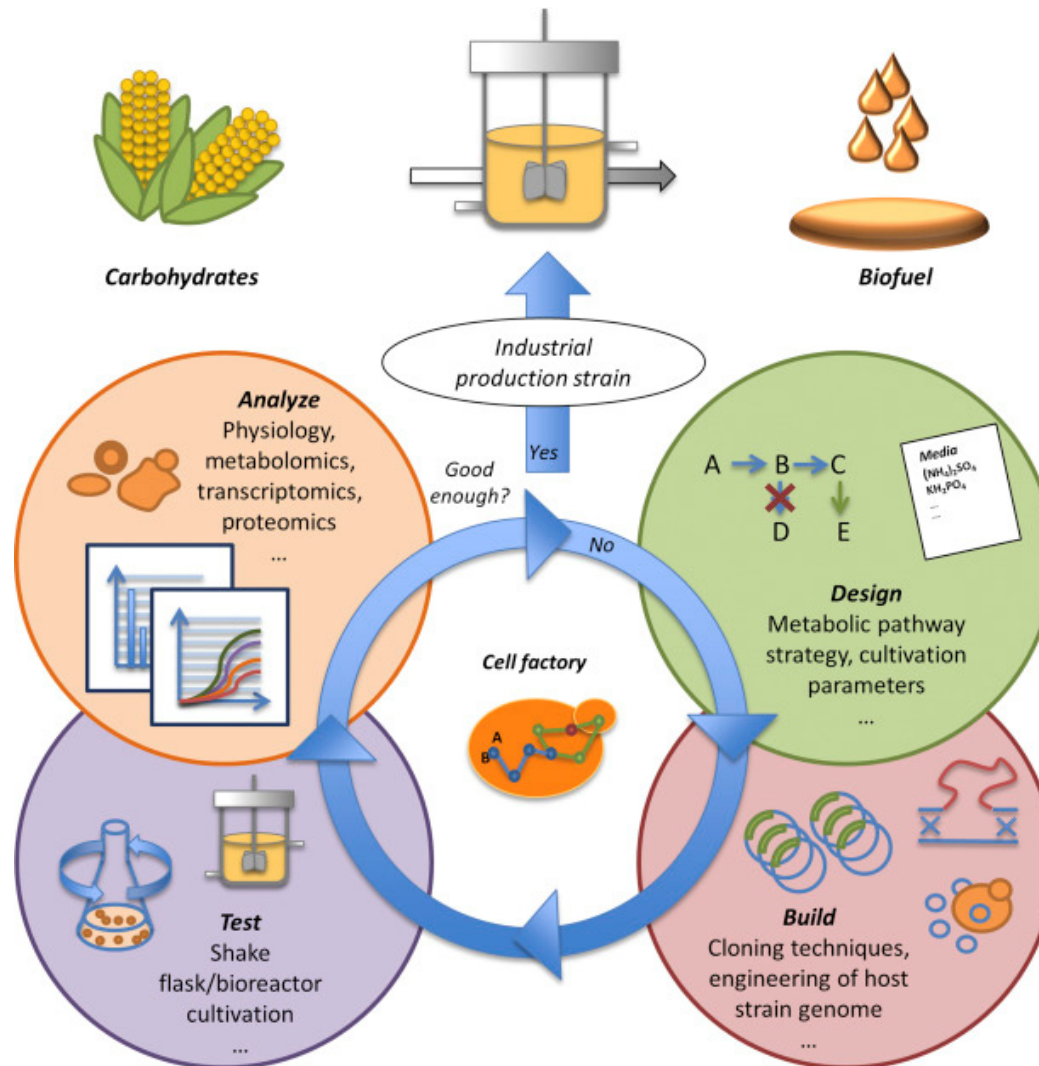 Carbohydrates
Biofuel
Industrial
production strain
Analyze
Physiology,
metabolomics,
transcriptomics,
proteomics
...
Good
enough?
Yes
No
A B C
D E
Media
(NH₄)₂SO₄
KH₂PO₄
...
...
Design
Metabolic pathway
strategy, cultivation
parameters
...
Cell factory
A
B
Test
Shake
flask/bioreactor
cultivation
...
Build
Cloning techniques,
engineering of host
strain genome
...